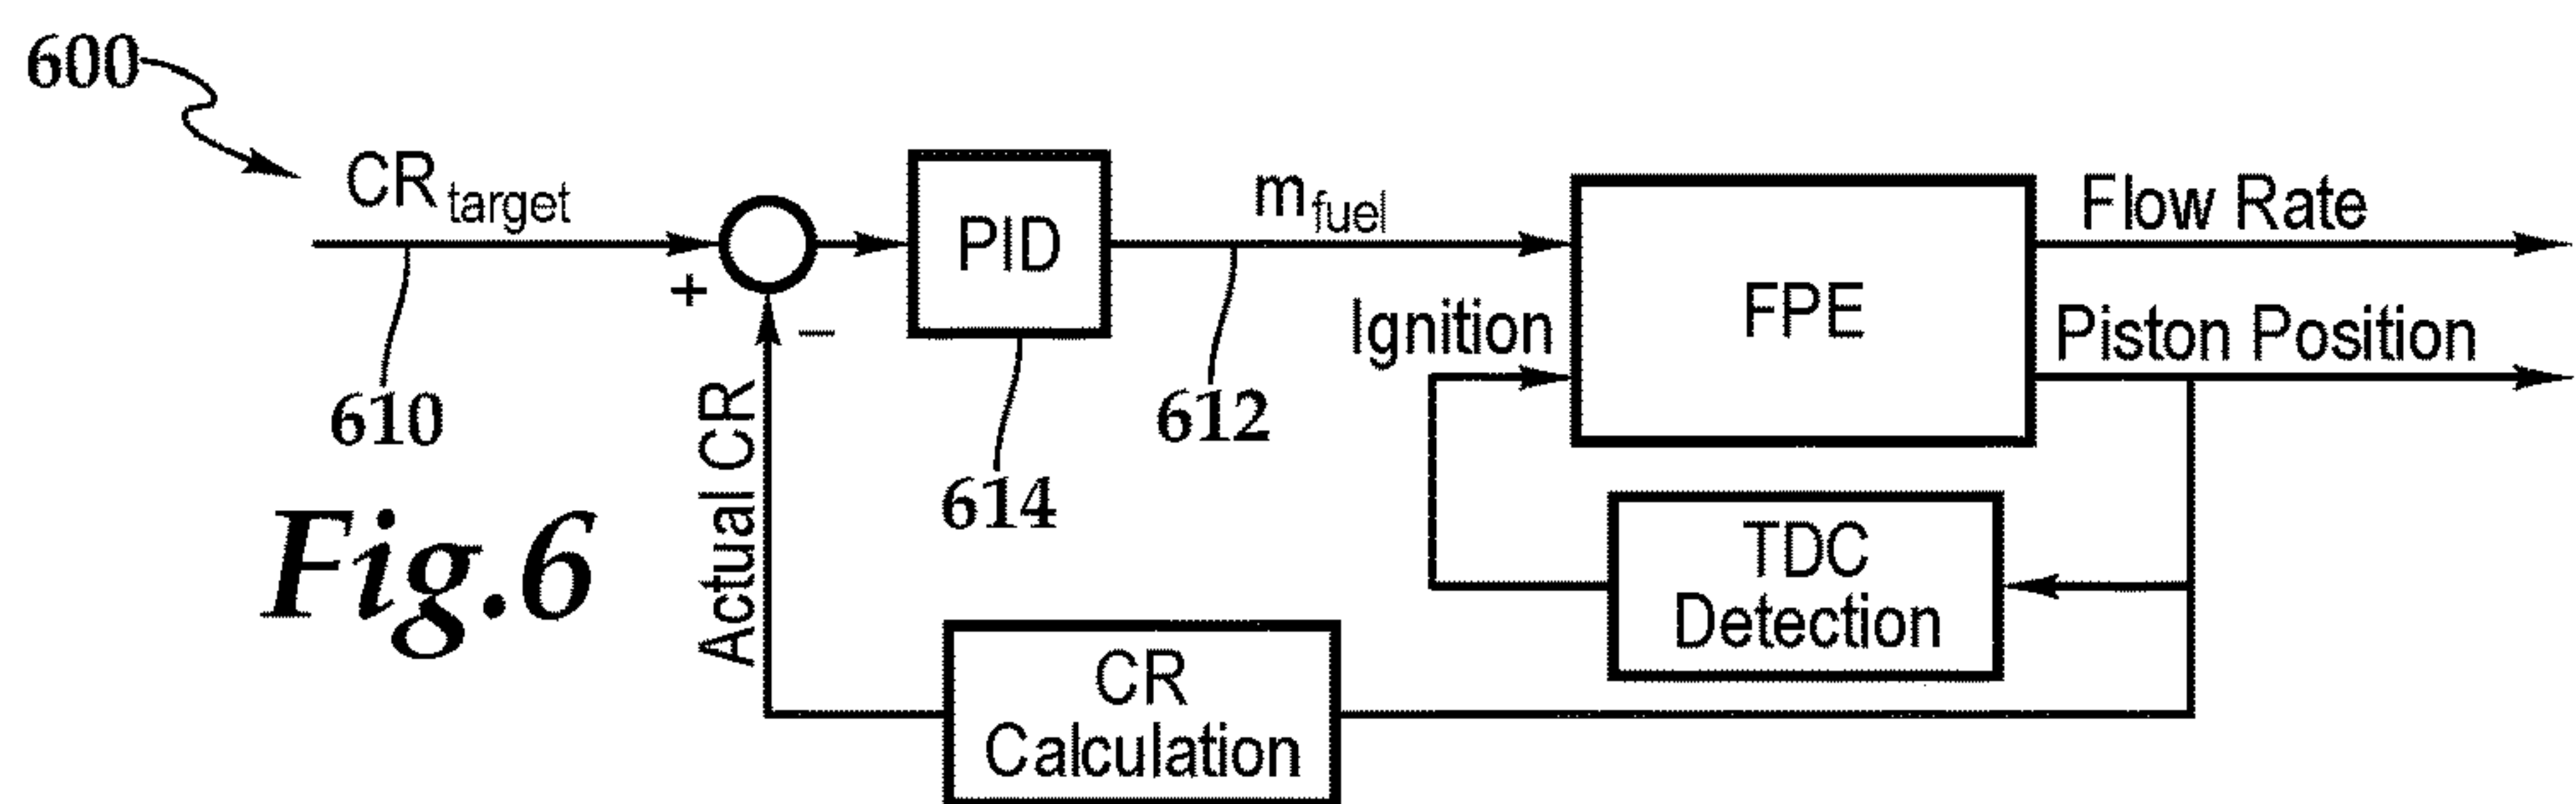 600
CR target
+
−
PID
m fuel
Ignition
FPE
Flow Rate
Piston Position
610
612
614
Actual CR
Fig.6
TDC
Detection
CR
Calculation